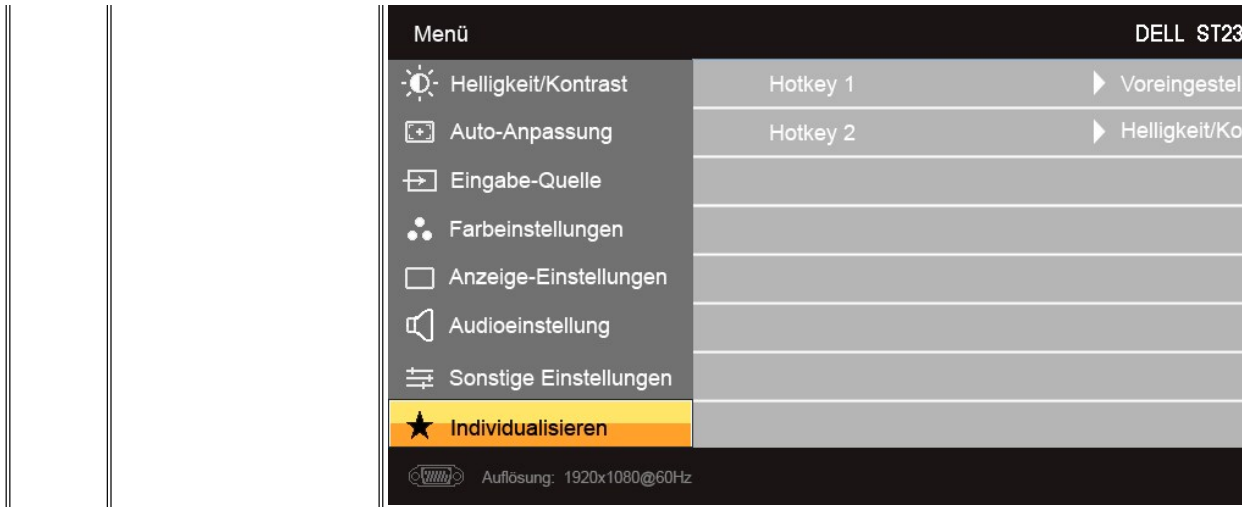 Menü DELL ST23
Helligkeit/Kontrast Hotkey 1 Voreingestel
Auto-Anpassung Hotkey 2 Helligkeit/Ko
Eingabe-Quelle
Farbeinstellungen
Anzeige-Einstellungen
Audioeinstellung
Sonstige Einstellungen
Individualisieren
Auflösung: 1920x1080@60Hz